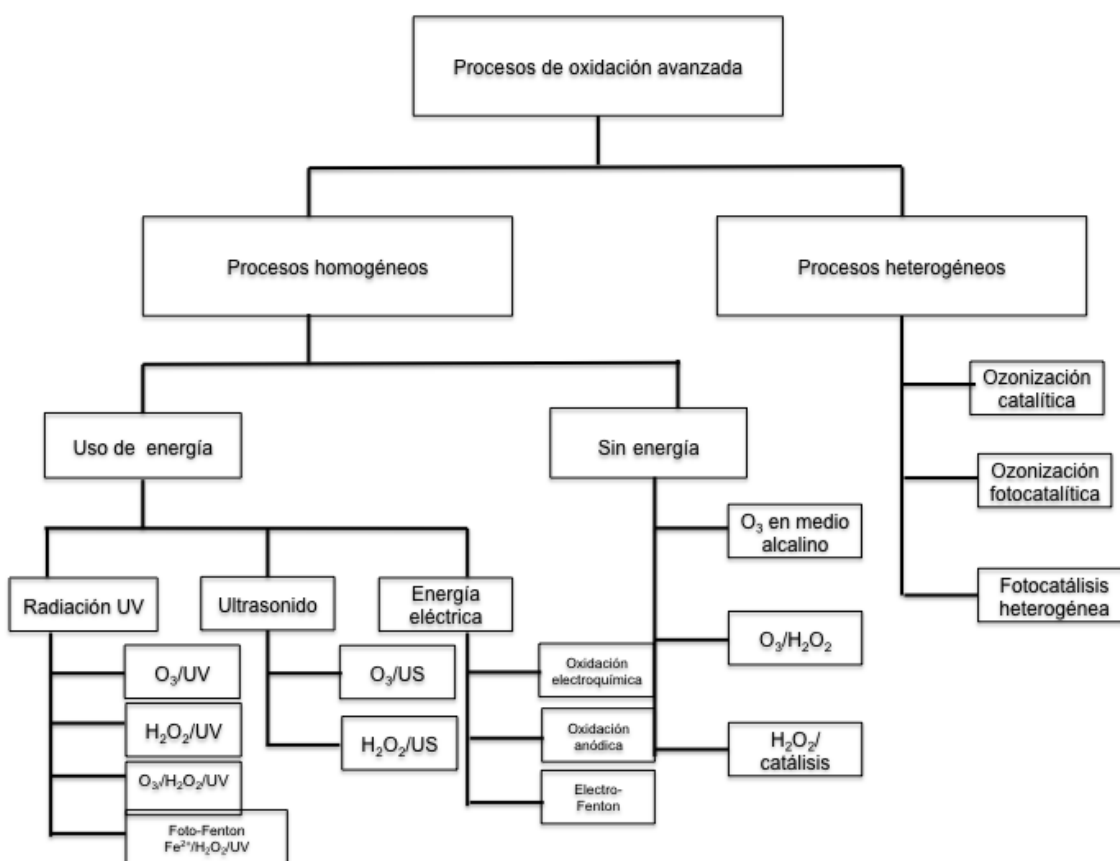 Procesos de oxidación avanzada
Procesos homogéneos
Procesos heterogéneos
Uso de energía
Sin energía
Ozonización
catalítica
Ozonización
fotocatalítica
Fotocatálisis
heterogénea
Radiación UV
Ultrasonido
Energía
eléctrica
O₃ en medio
alcalino
O₃/H₂O₂
H₂O₂/
catálisis
O₃/UV
H₂O₂/UV
O₃/H₂O₂/UV
Foto-Fenton
Fe²⁺/H₂O₂/UV
O₃/US
H₂O₂/US
Oxidación
electroquímica
Oxidación
anódica
Electro-
Fenton